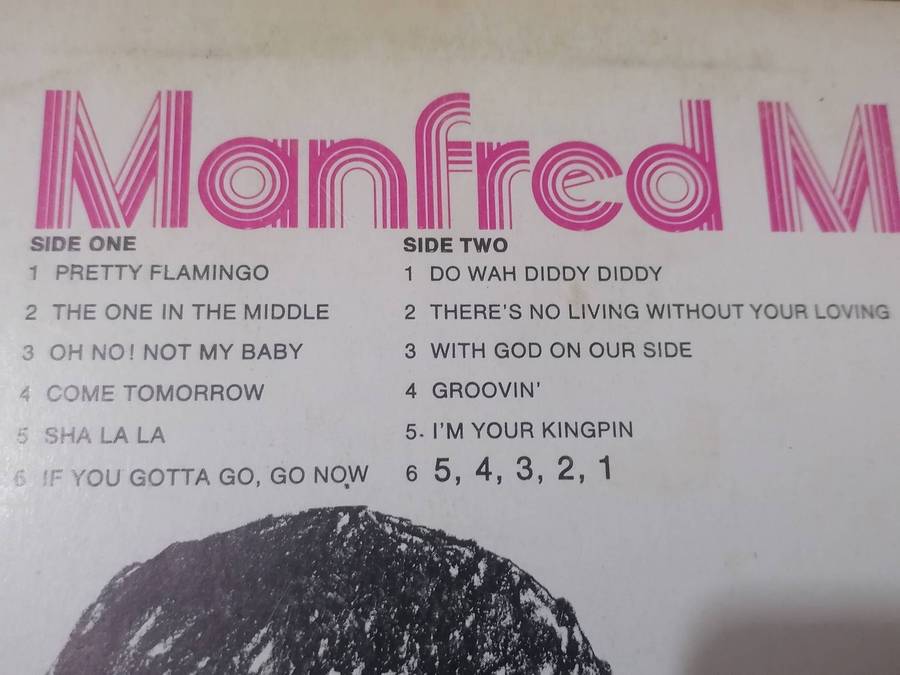 Manfred M
SIDE ONE
1 PRETTY FLAMINGO
2 THE ONE IN THE MIDDLE
3 OH NO! NOT MY BABY
4 COME TOMORROW
5 SHA LA LA
6 IF YOU GOTTA GO, GO NOW
SIDE TWO
1 DO WAH DIDDY DIDDY
2 THERE'S NO LIVING WITHOUT YOUR LOVING
3 WITH GOD ON OUR SIDE
4 GROOVIN'
5. I'M YOUR KINGPIN
6 5, 4, 3, 2, 1